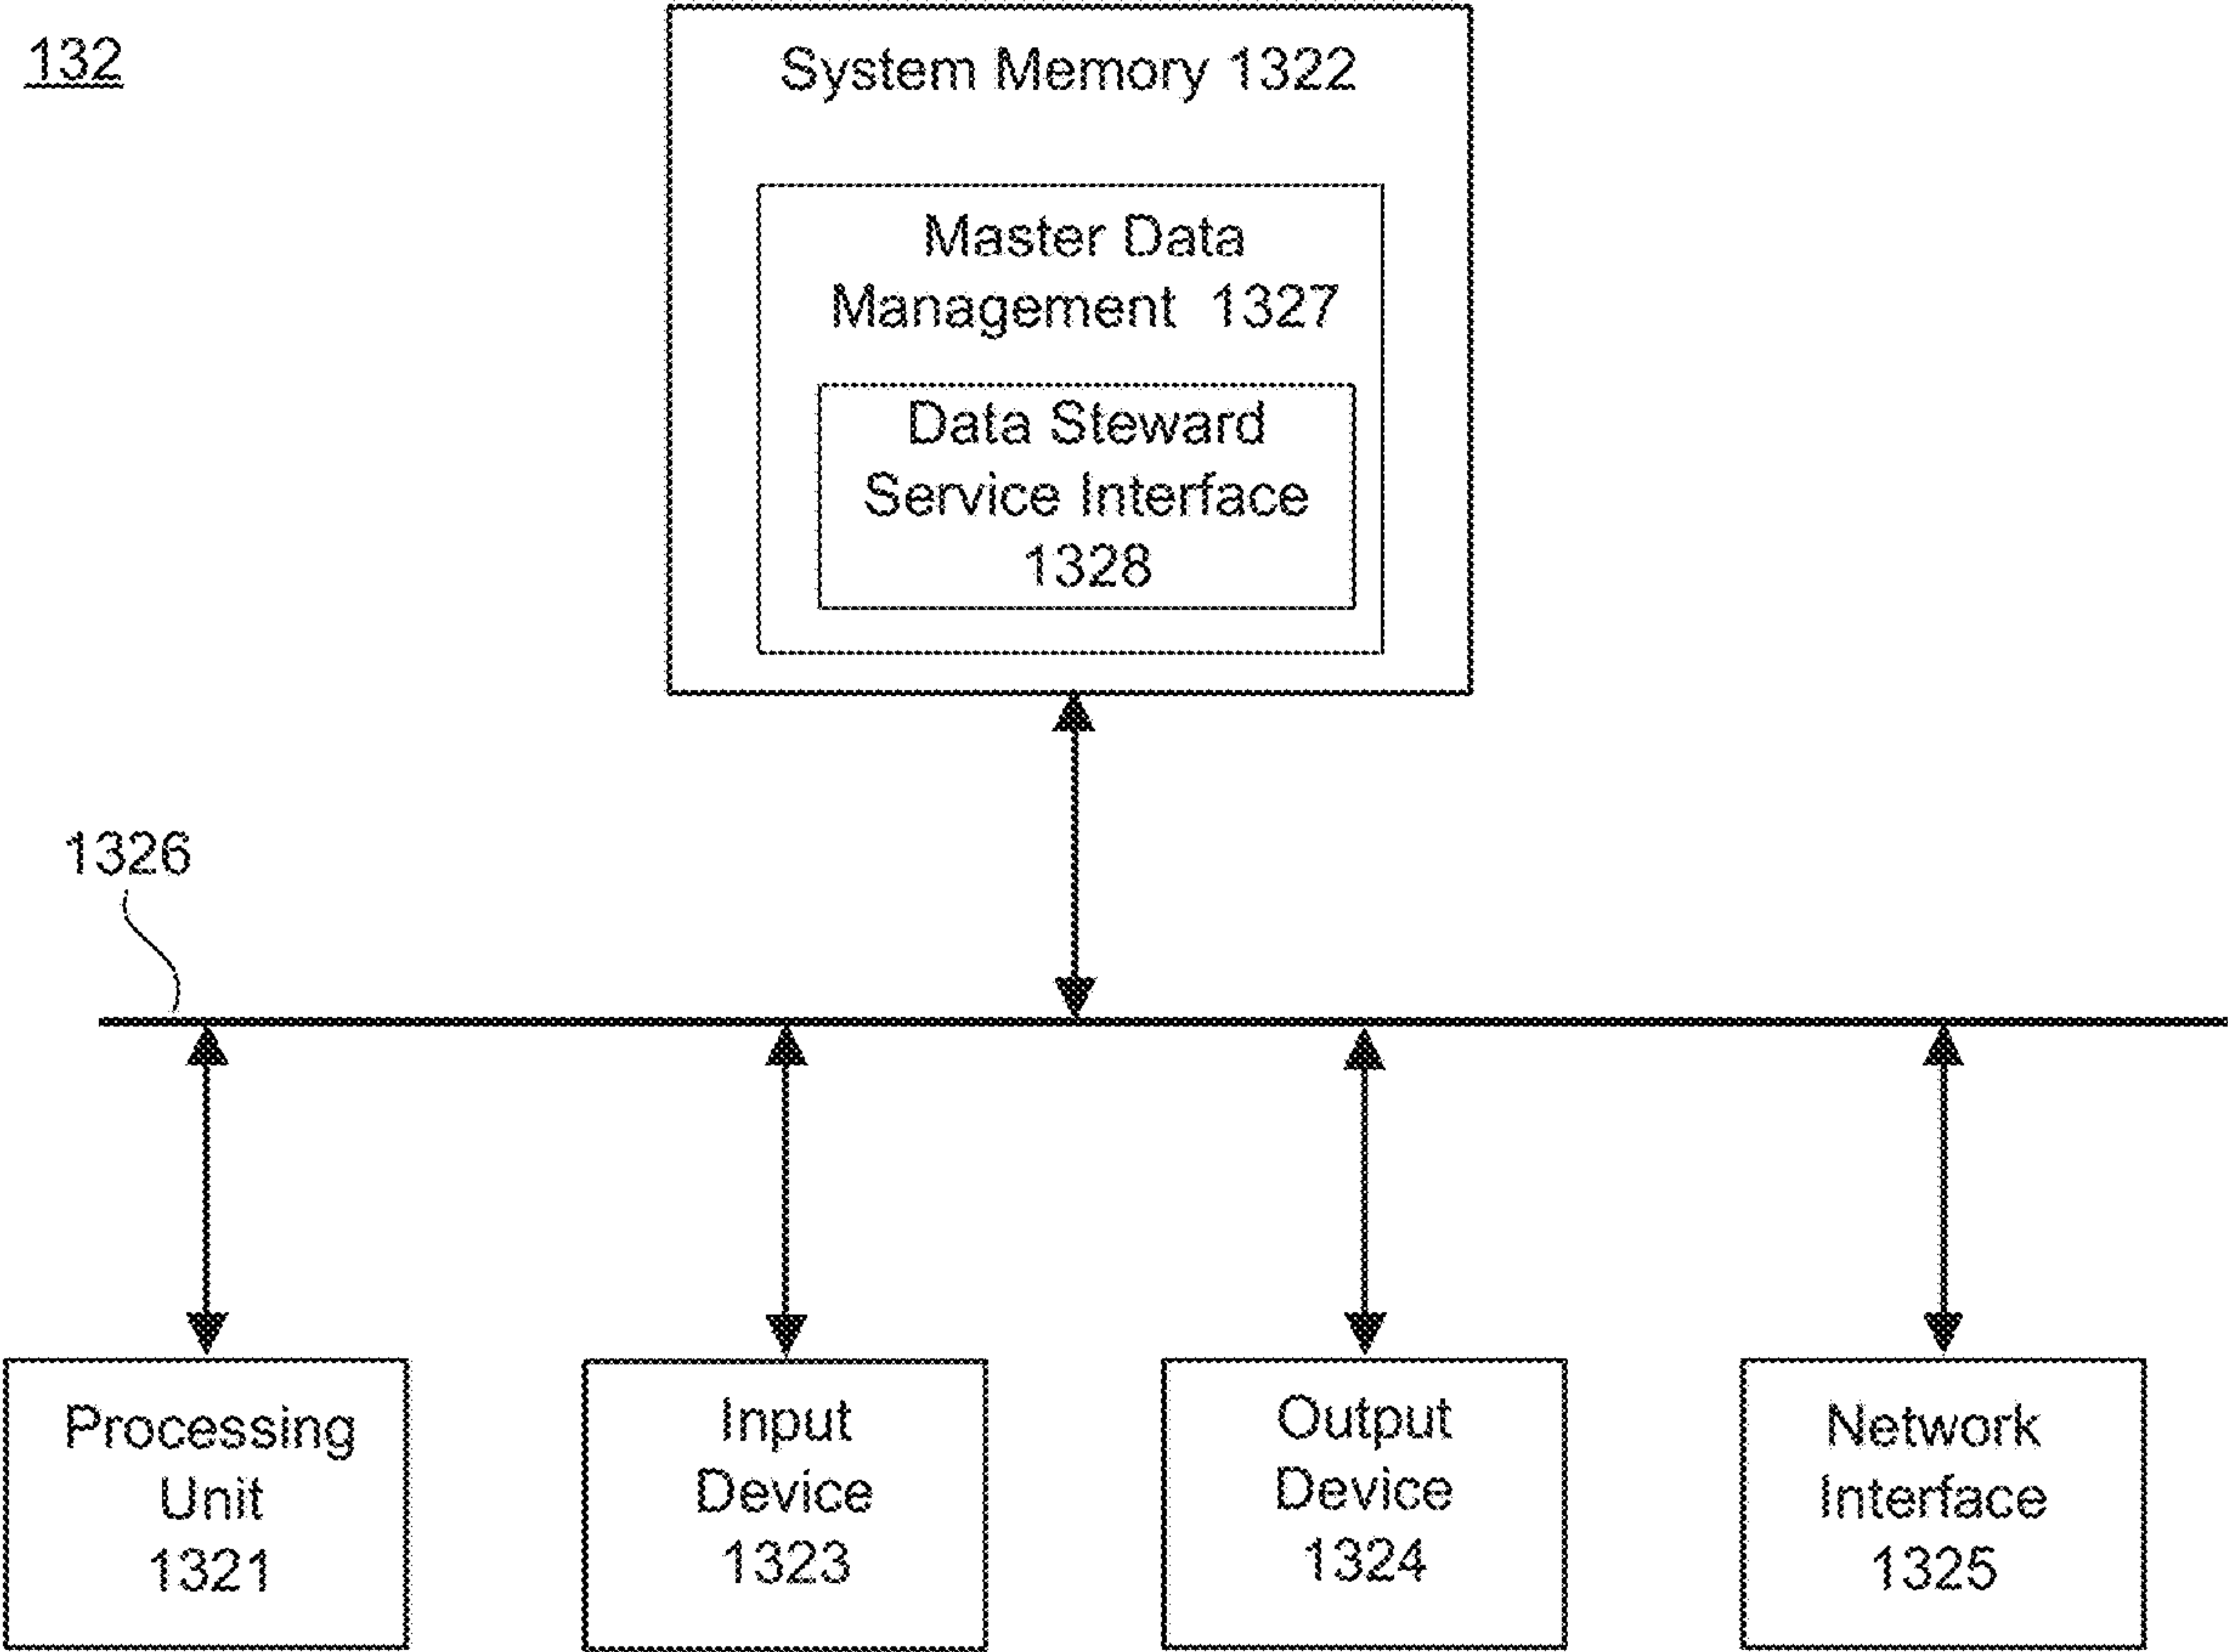 132
System Memory 1322
Master Data
Management 1327
Data Steward
Service Interface
1328
1326
Processing
Unit
1321
Input
Device
1323
Output
Device
1324
Network
Interface
1325